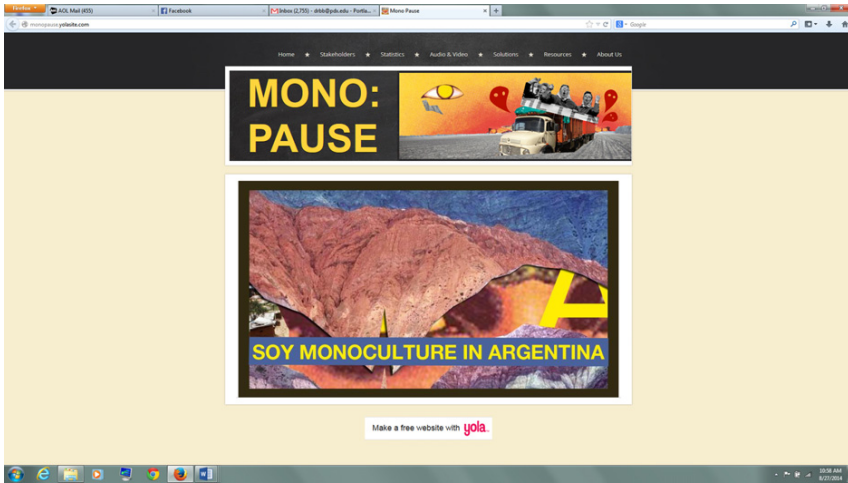 Firefox
AOL Mail (455)
Facebook
Inbox (2,755) - drbb@pdx.edu - Portla...
Mono Pause
monopause.yolasite.com
Google
Home ★ Stakeholders ★ Statistics ★ Audio & Video ★ Solutions ★ Resources ★ About Us
MONO:
PAUSE
SOY MONOCULTURE IN ARGENTINA
Make a free website with yola
10:58 AM
8/27/2014